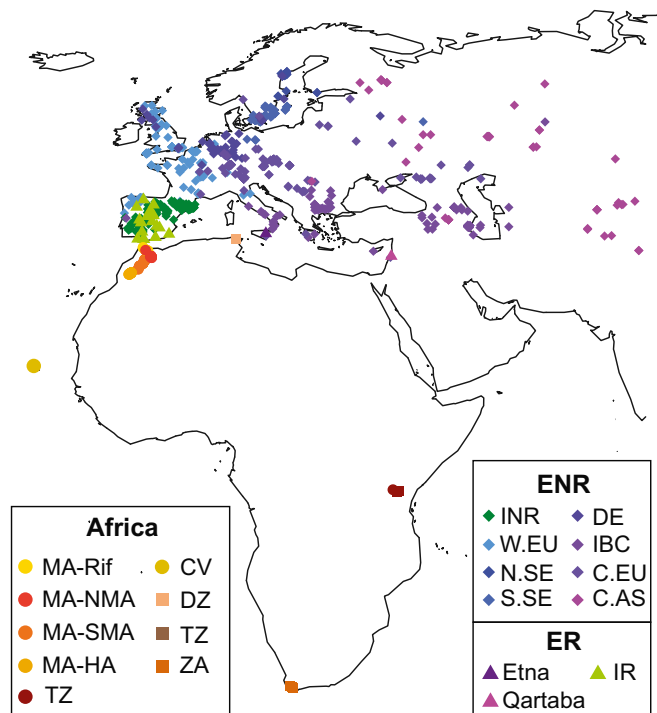 Africa
MA-Rif
MA-NMA
MA-SMA
MA-HA
TZ
CV
DZ
TZ
ZA
ENR
INR
W.EU
N.SE
S.SE
DE
IBC
C.EU
C.AS
ER
Etna
IR
Qartaba